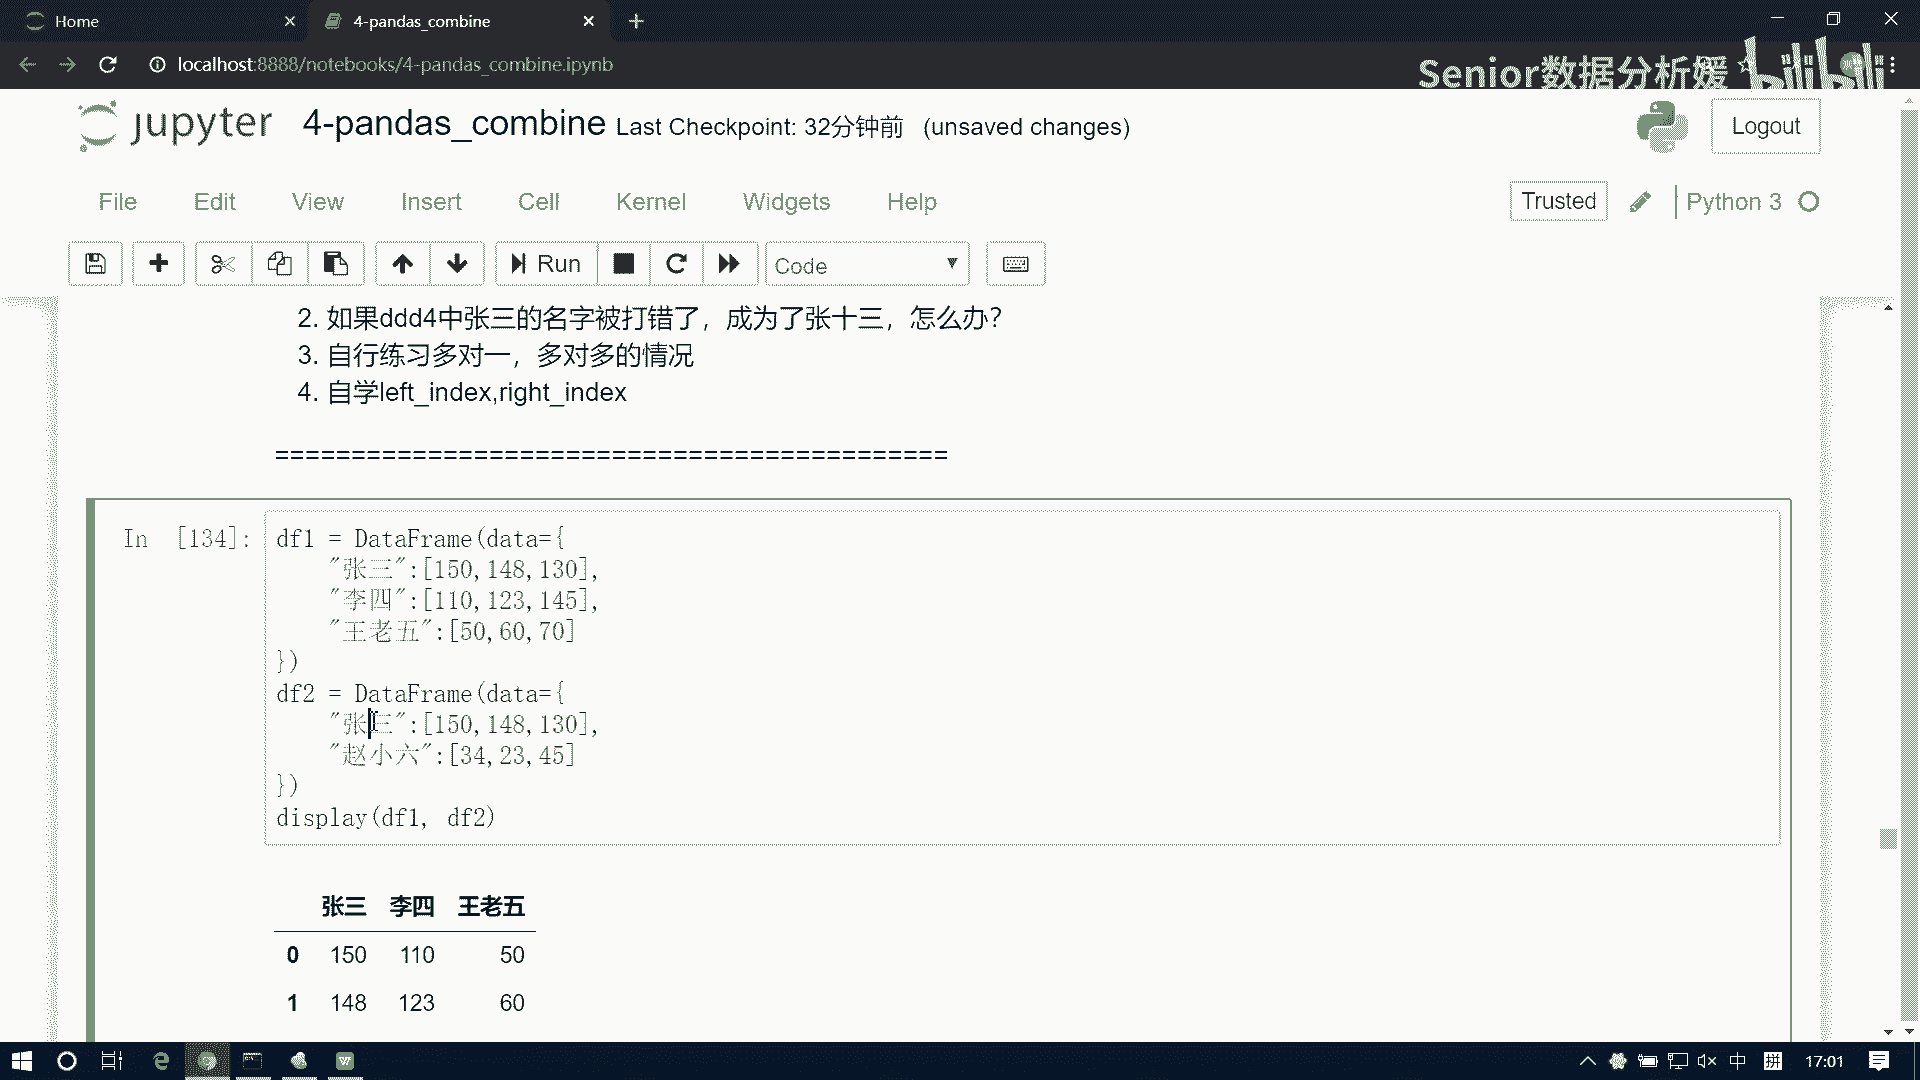 Home
4-pandas_combine
localhost:8888/notebooks/4-pandas_combine.ipynb
Senior数据分析媛
bilibili
jupyter
4-pandas_combine Last Checkpoint: 32分钟前 (unsaved changes)
Logout
File Edit View Insert Cell Kernel Widgets Help
Trusted
Python 3
Run
Code
2. 如果ddd4中张三的名字被打错了，成为了张十三，怎么办？
3. 自行练习多对一，多对多的情况
4. 自学left_index,right_index
============================================
In [134]:
df1 = DataFrame(data={
"张三":[150,148,130],
"李四":[110,123,145],
"王老五":[50,60,70]
})
df2 = DataFrame(data={
"张三":[150,148,130],
"赵小六":[34,23,45]
})
display(df1, df2)
张三 李四 王老五
0 150 110 50
1 148 123 60
中
拼
17:01